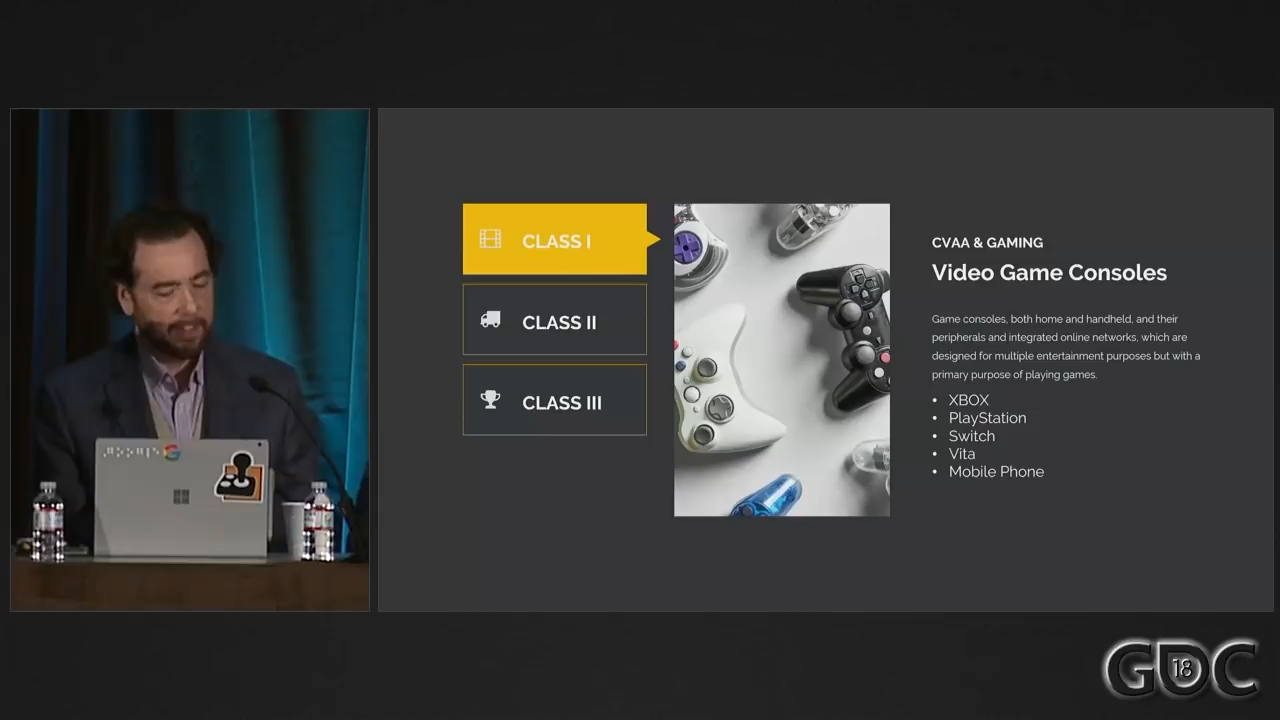 CLASS I
CLASS II
CLASS III
CVAA & GAMING
Video Game Consoles
Game consoles, both home and handheld, and their
peripherals and integrated online networks, which are
designed for multiple entertainment purposes but with a
primary purpose of playing games.
• XBOX
• PlayStation
• Switch
• Vita
• Mobile Phone
GDC
18